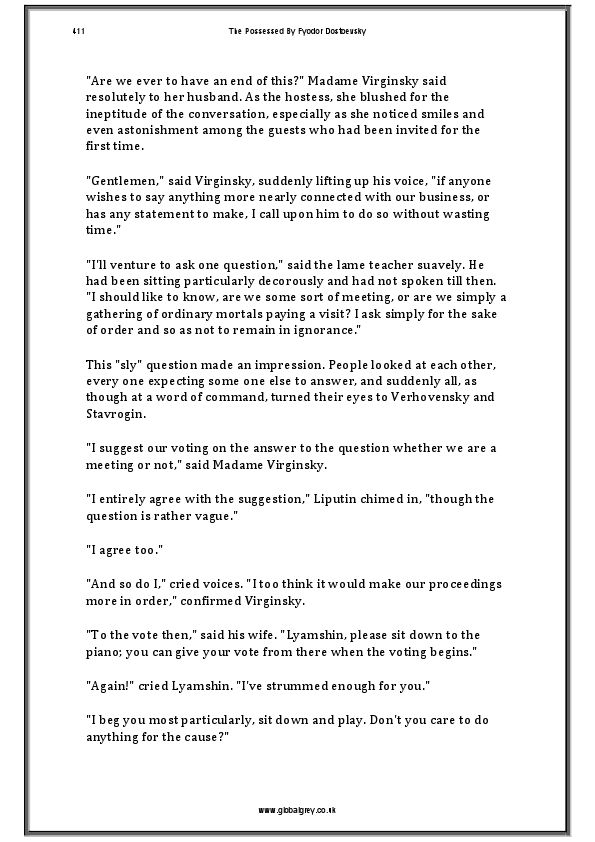 411 The Possessed By Fyodor Dostoevsky
"Are we ever to have an end of this?" Madame Virginsky said
resolutely to her husband. As the hostess, she blushed for the
ineptitude of the conversation, especially as she noticed smiles and
even astonishment among the guests who had been invited for the
first time.
"Gentlemen," said Virginsky, suddenly lifting up his voice, "if anyone
wishes to say anything more nearly connected with our business, or
has any statement to make, I call upon him to do so without wasting
time."
"I'll venture to ask one question," said the lame teacher suavely. He
had been sitting particularly decorously and had not spoken till then.
"I should like to know, are we some sort of meeting, or are we simply a
gathering of ordinary mortals paying a visit? I ask simply for the sake
of order and so as not to remain in ignorance."
This "sly" question made an impression. People looked at each other,
every one expecting some one else to answer, and suddenly all, as
though at a word of command, turned their eyes to Verhovensky and
Stavrogin.
"I suggest our voting on the answer to the question whether we are a
meeting or not," said Madame Virginsky.
"I entirely agree with the suggestion," Liputin chimed in, "though the
question is rather vague."
"I agree too."
"And so do I," cried voices. "I too think it would make our proceedings
more in order," confirmed Virginsky.
"To the vote then," said his wife. "Lyamshin, please sit down to the
piano; you can give your vote from there when the voting begins."
"Again!" cried Lyamshin. "I've strummed enough for you."
"I beg you most particularly, sit down and play. Don't you care to do
anything for the cause?"
www.globalgrey.co.uk